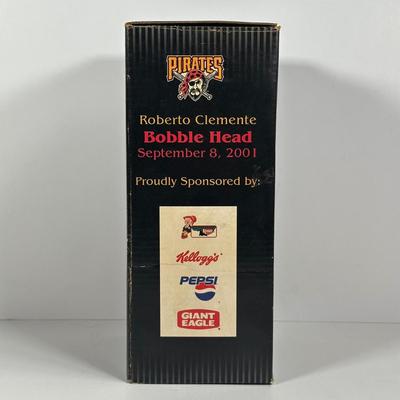 PIRATES
Roberto Clemente
Bobble Head
September 8, 2001
Proudly Sponsored by:
Kellogg's
PEPSI
GIANT
EAGLE